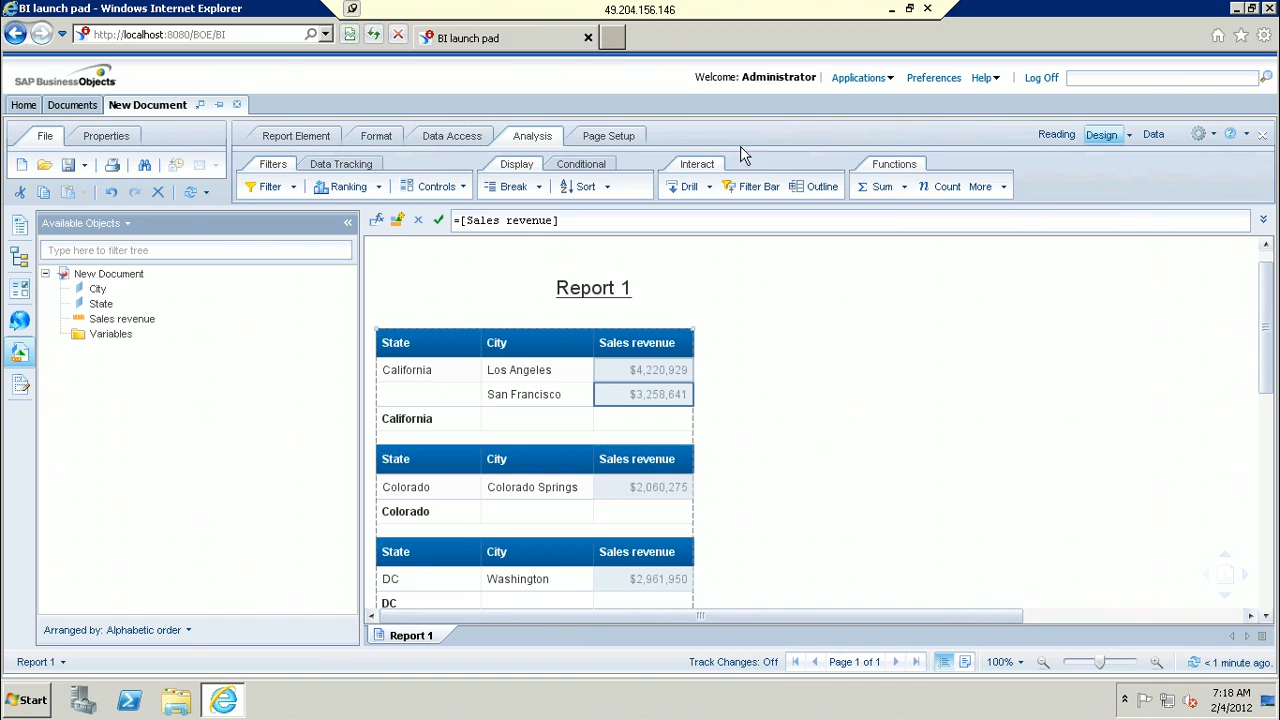 BI launch pad - Windows Internet Explorer
49.204.156.146
http://localhost:8080/BOE/BI
BI launch pad
SAP BusinessObjects
Welcome: Administrator
Applications
Preferences
Help
Log Off
Home
Documents
New Document
File
Properties
Report Element
Format
Data Access
Analysis
Page Setup
Reading
Design
Data
Filters
Data Tracking
Display
Conditional
Interact
Functions
Filter
Ranking
Controls
Break
Sort
Drill
Filter Bar
Outline
Sum
Count
More
Available Objects
=[Sales revenue]
Type here to filter tree
New Document
City
State
Sales revenue
Variables
Report 1
State City Sales revenue
California Los Angeles $4,220,929
San Francisco $3,258,641
California
State City Sales revenue
Colorado Colorado Springs $2,060,275
Colorado
State City Sales revenue
DC Washington $2,961,950
DC
Arranged by: Alphabetic order
Report 1
Report 1
Track Changes: Off
Page 1 of 1
100%
< 1 minute ago
Start
7:18 AM
2/4/2012